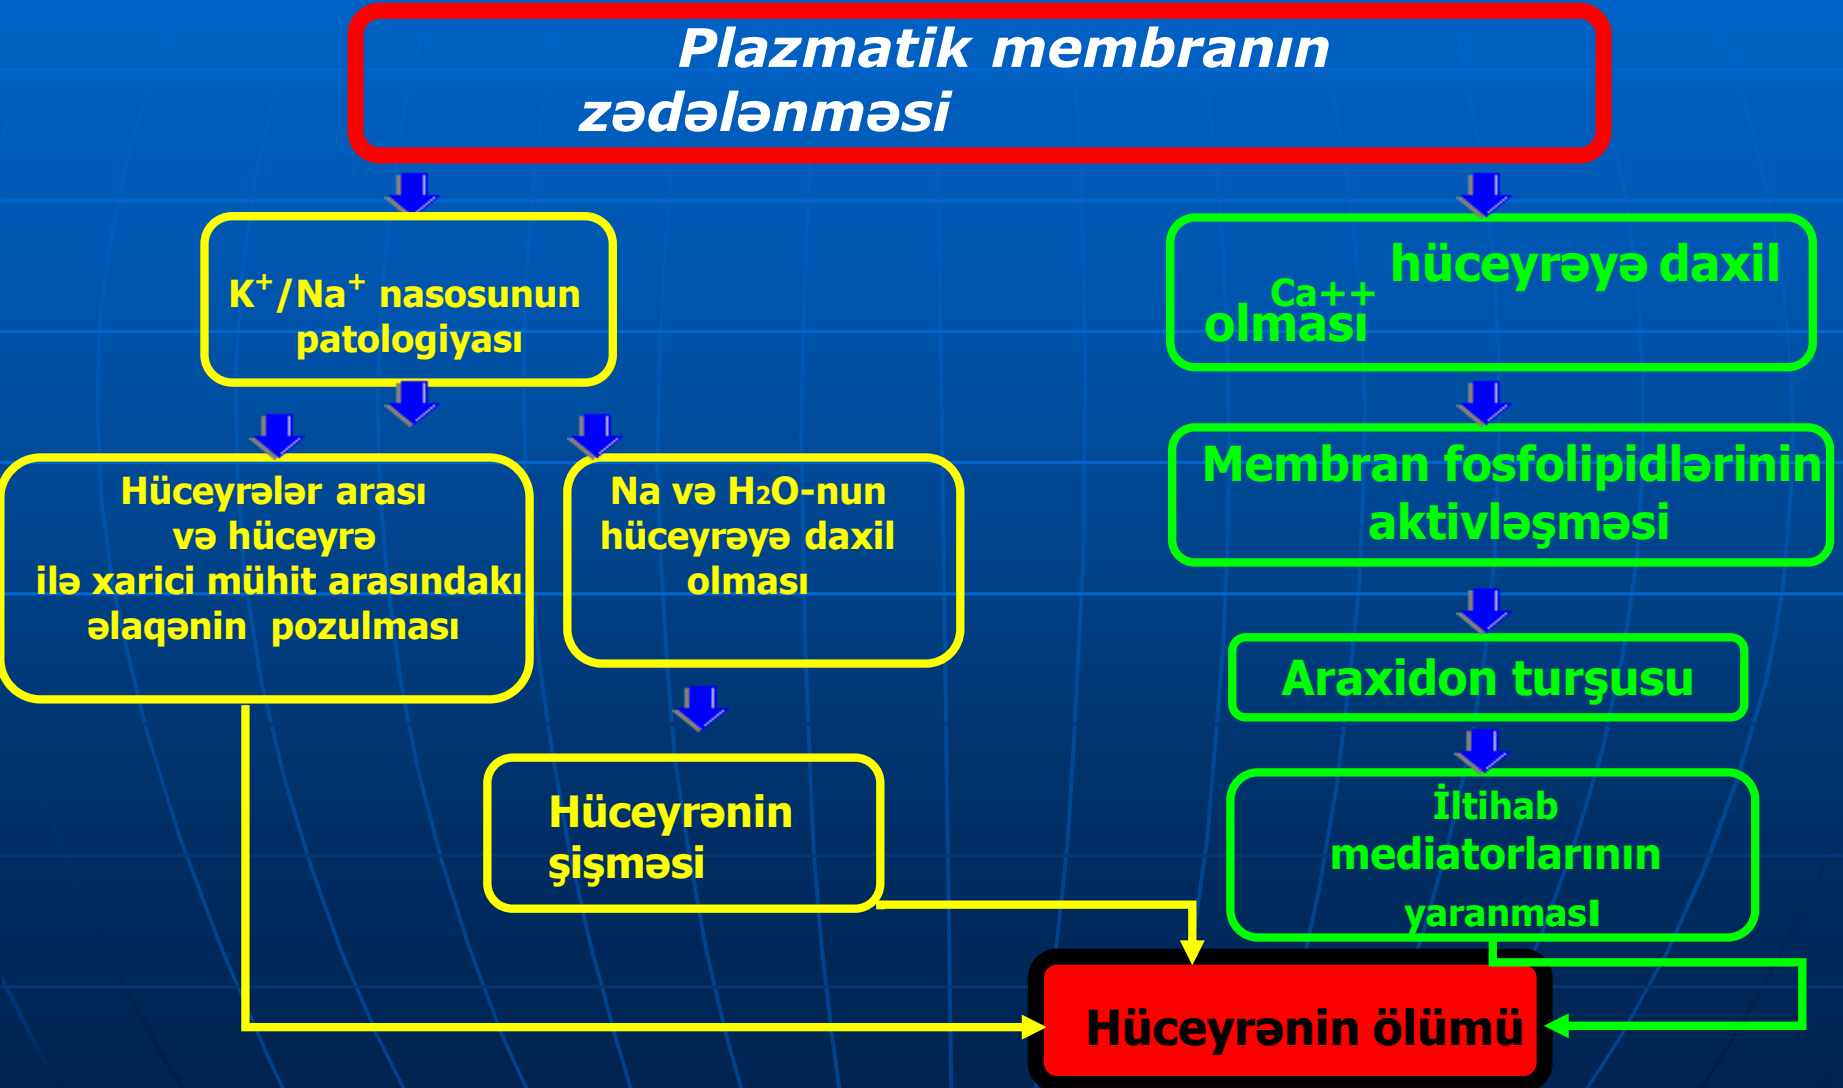 Plazmatik membranın
zədələnməsi
K⁺/Na⁺ nasosunun
patologiyası
Hüceyrələr arası
və hüceyrə
ilə xarici mühit arasındakı
əlaqənin pozulması
Na və H₂O-nun
hüceyrəyə daxil
olması
Hüceyrənin
şişməsi
Ca++ hüceyrəyə daxil
olması
Membran fosfolipidlərinin
aktivləşməsi
Araxidon turşusu
İltihab
mediatorlarının
yaranması
Hüceyrənin ölümü